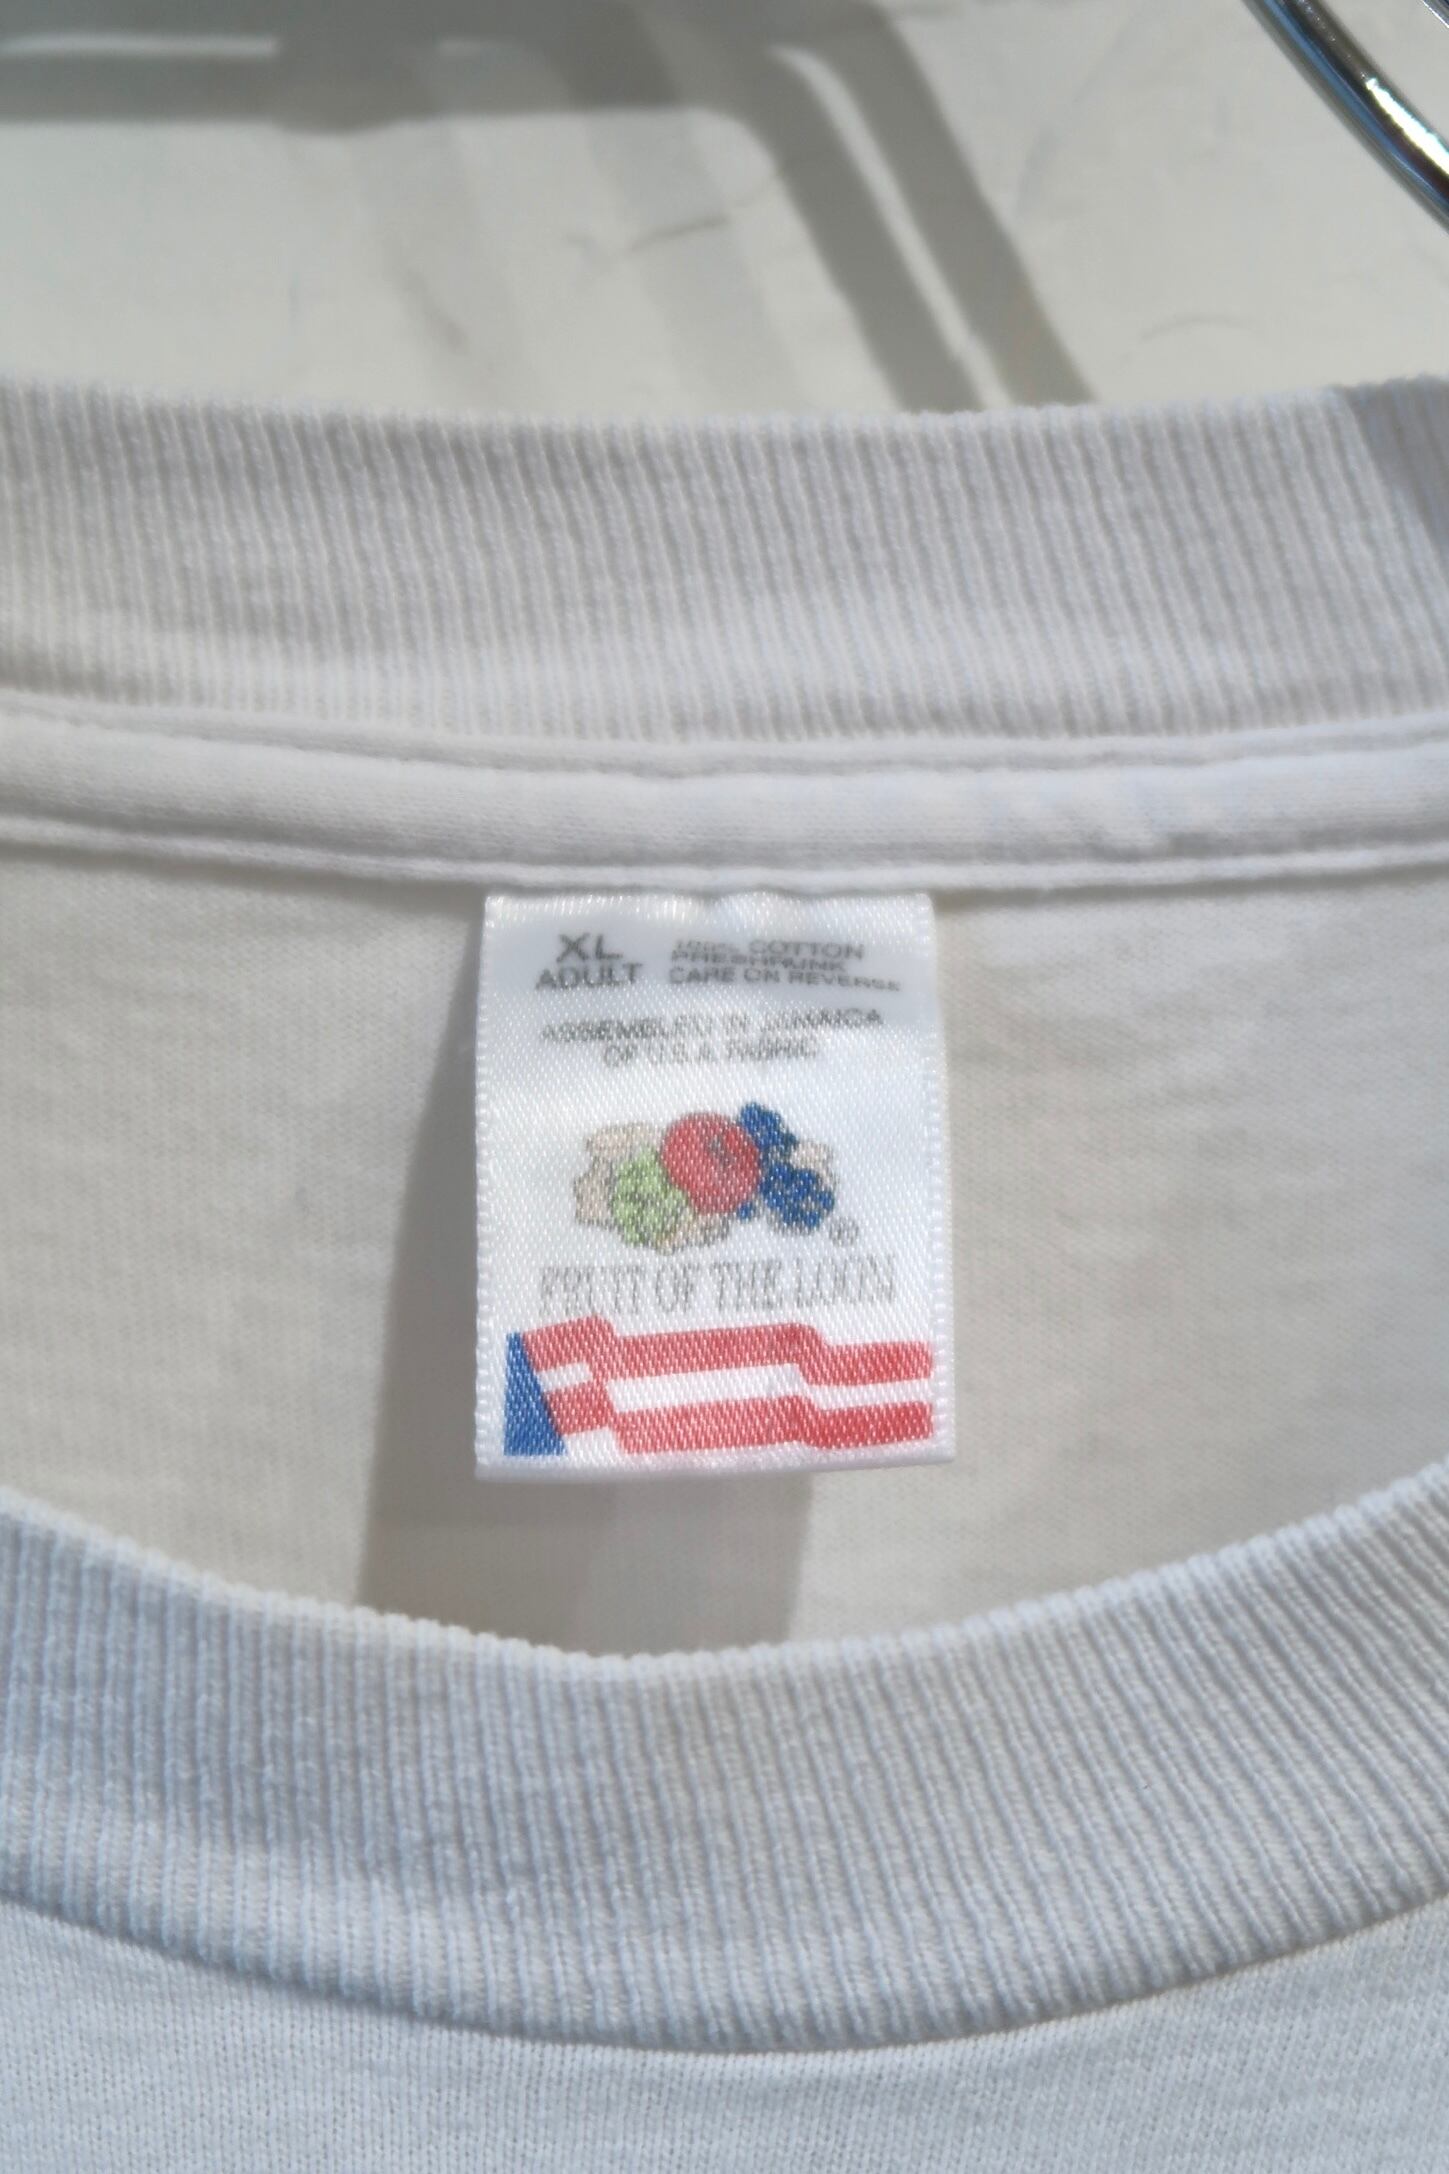 XL
ADULT
100% COTTON
PRESHRUNK
CARE ON REVERSE
ASSEMBLED IN JAMAICA
OF U.S.A. FABRIC
®
FRUIT OF THE LOOM